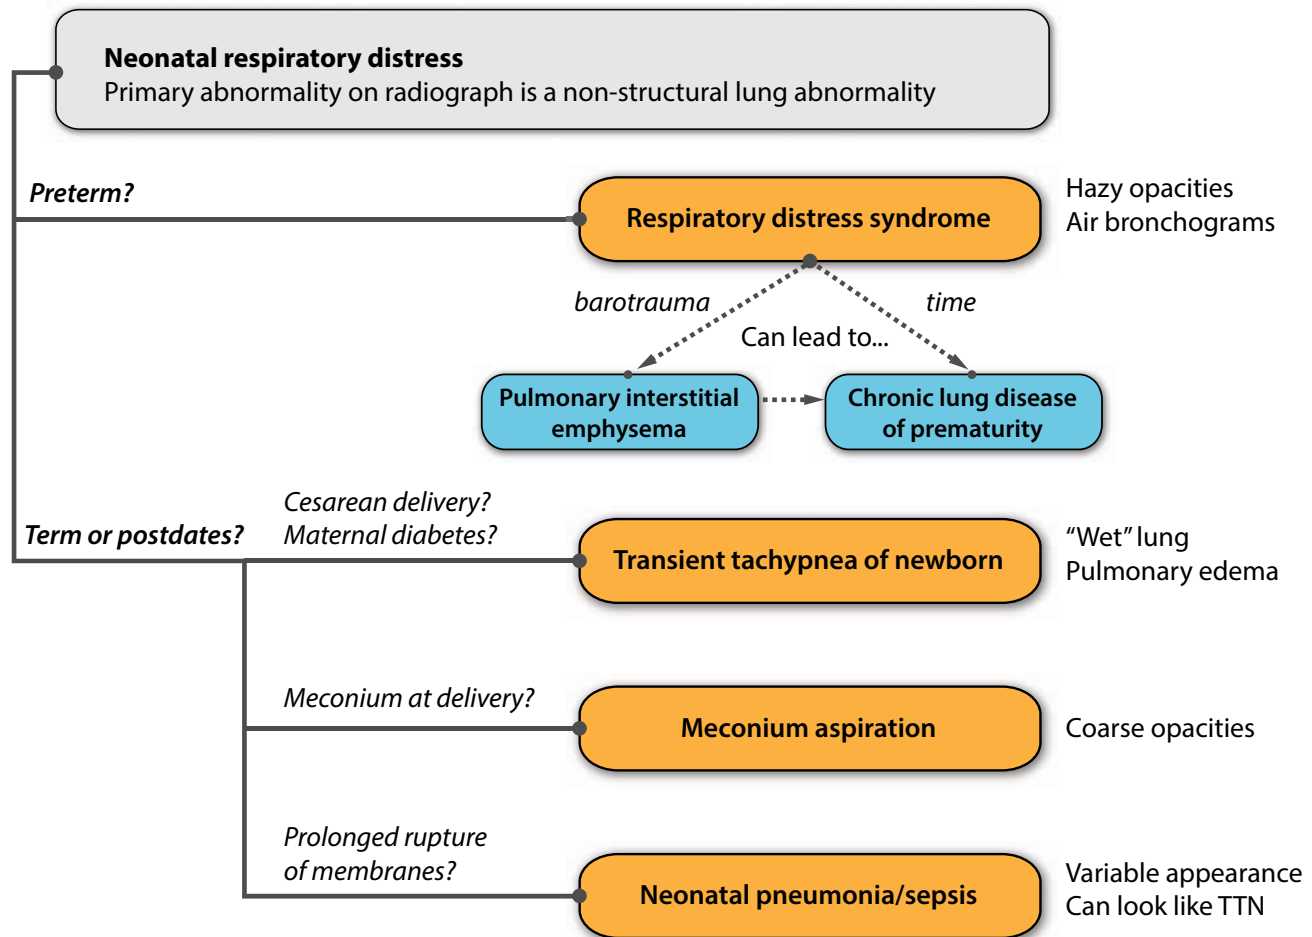 Neonatal respiratory distress
Primary abnormality on radiograph is a non-structural lung abnormality
Preterm?
Respiratory distress syndrome
Hazy opacities
Air bronchograms
barotrauma
time
Can lead to...
Pulmonary interstitial
emphysema
Chronic lung disease
of prematurity
Term or postdates?
Cesarean delivery?
Maternal diabetes?
Transient tachypnea of newborn
“Wet” lung
Pulmonary edema
Meconium at delivery?
Meconium aspiration
Coarse opacities
Prolonged rupture
of membranes?
Neonatal pneumonia/sepsis
Variable appearance
Can look like TTN